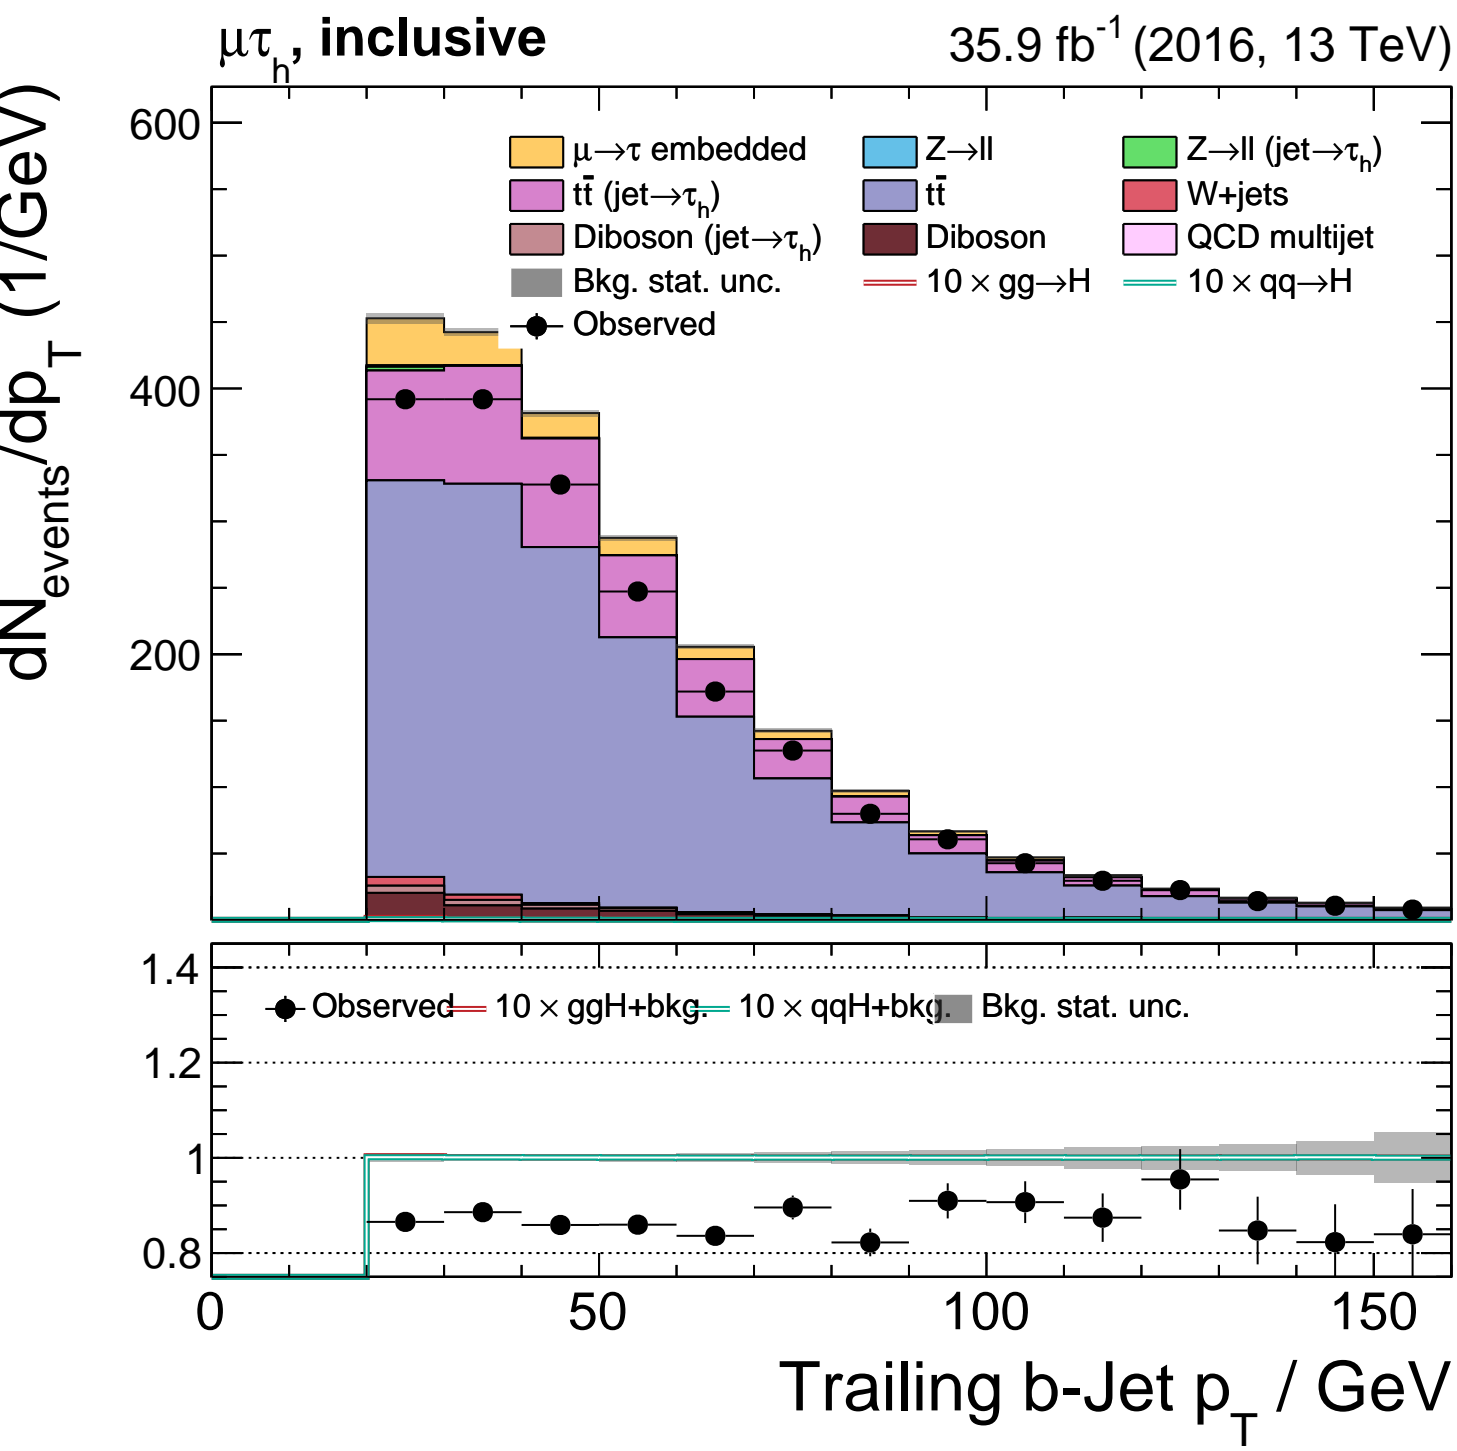 μτh, inclusive 35.9 fb-1 (2016, 13 TeV)
dNevents/dpT (1/GeV)
600
400
200
μ→τ embedded Z→ll Z→ll (jet→τh)
tt̄ (jet→τh) tt̄ W+jets
Diboson (jet→τh) Diboson QCD multijet
Bkg. stat. unc. 10 × gg→H 10 × qq→H
Observed
1.4
1.2
1
0.8
Observed 10 × ggH+bkg. 10 × qqH+bkg. Bkg. stat. unc.
0 50 100 150
Trailing b-Jet pT / GeV